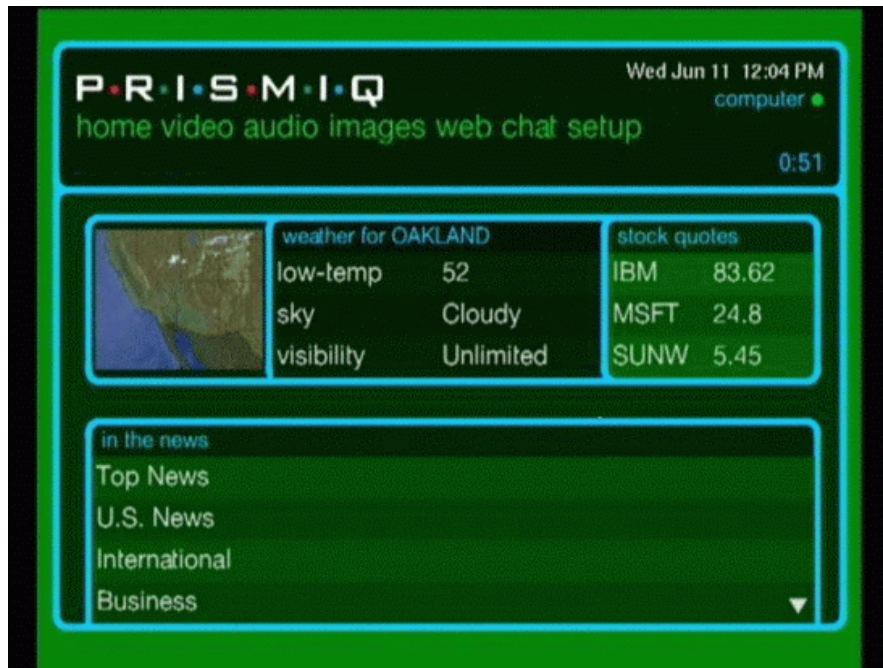 P·R·I·S·M·I·Q
Wed Jun 11 12:04 PM
computer
home video audio images web chat setup
0:51
weather for OAKLAND
low-temp 52
sky Cloudy
visibility Unlimited
stock quotes
IBM 83.62
MSFT 24.8
SUNW 5.45
in the news
Top News
U.S. News
International
Business